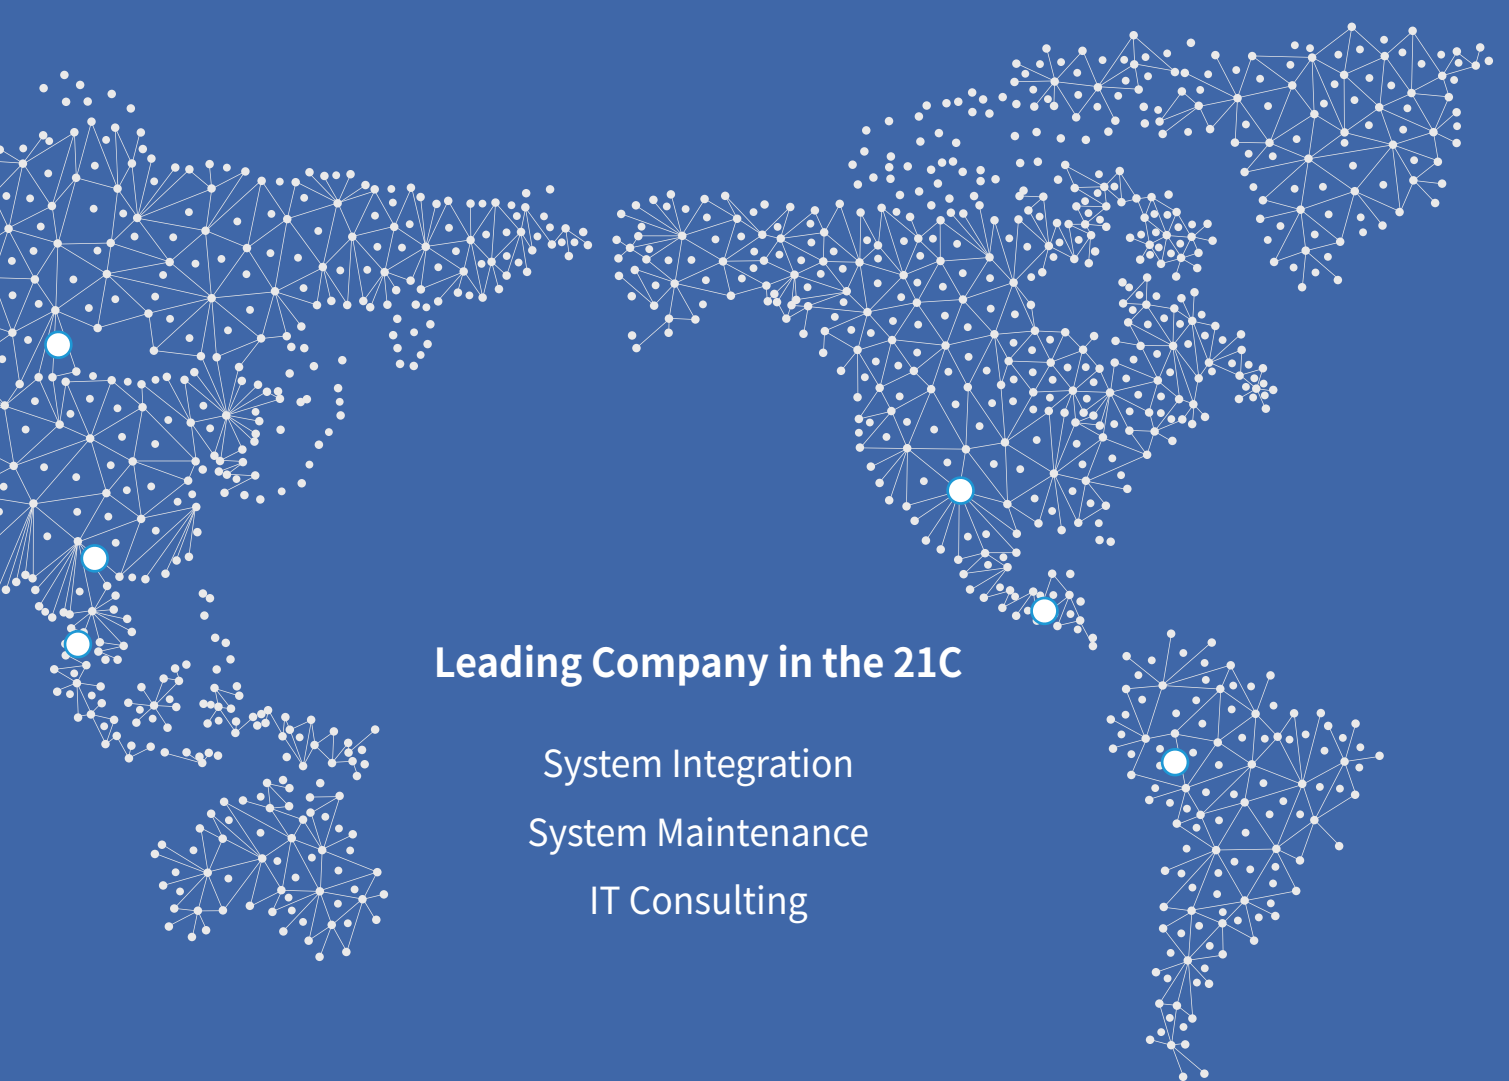 Leading Company in the 21C
System Integration
System Maintenance
IT Consulting